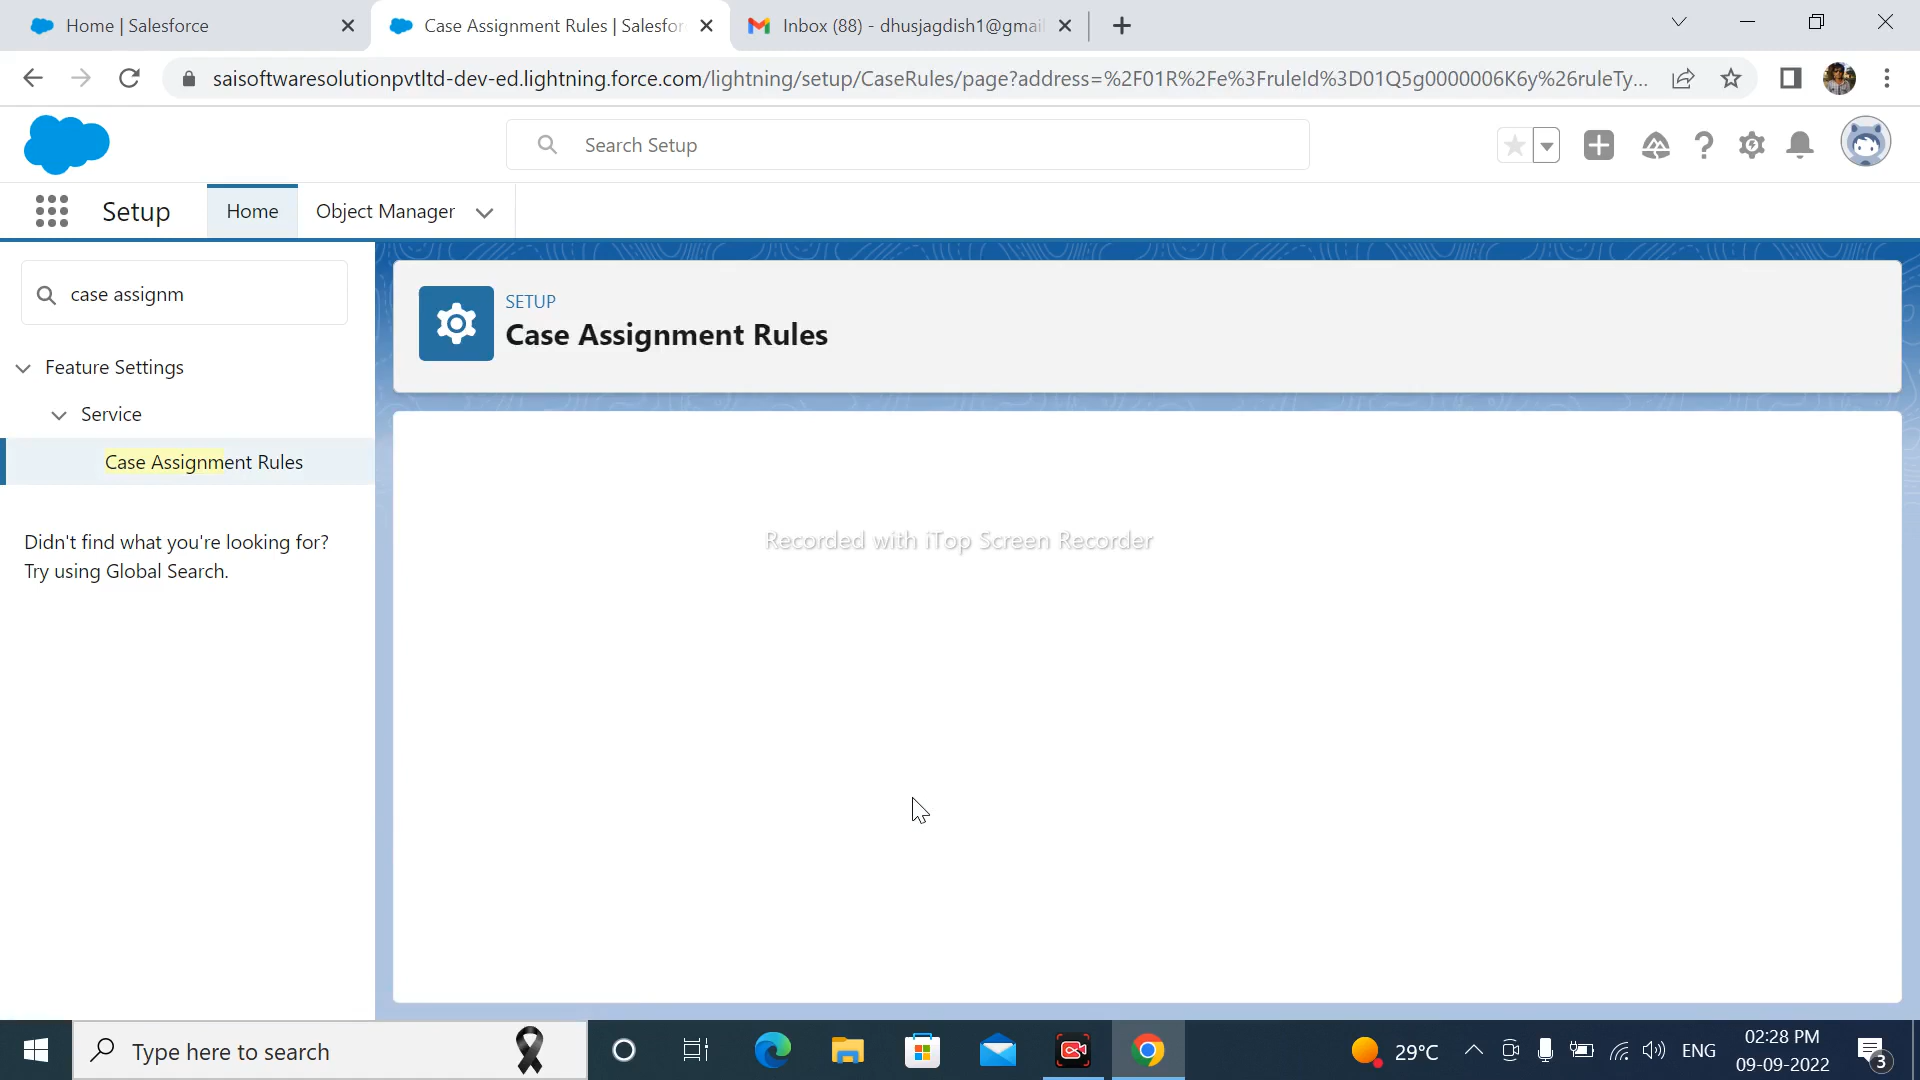 Home | Salesforce
Case Assignment Rules | Salesfor
Inbox (88) - dhusjagdish1@gmail
saisoftwaresolutionpvtltd-dev-ed.lightning.force.com/lightning/setup/CaseRules/page?address=%2F01R%2Fe%3FruleId%3D01Q5g0000006K6y%26ruleTy...
Search Setup
Setup
Home
Object Manager
case assignm
SETUP
Case Assignment Rules
Feature Settings
Service
Case Assignment Rules
Didn't find what you're looking for?
Try using Global Search.
Recorded with iTop Screen Recorder
Type here to search
29°C
ENG
02:28 PM
09-09-2022
3